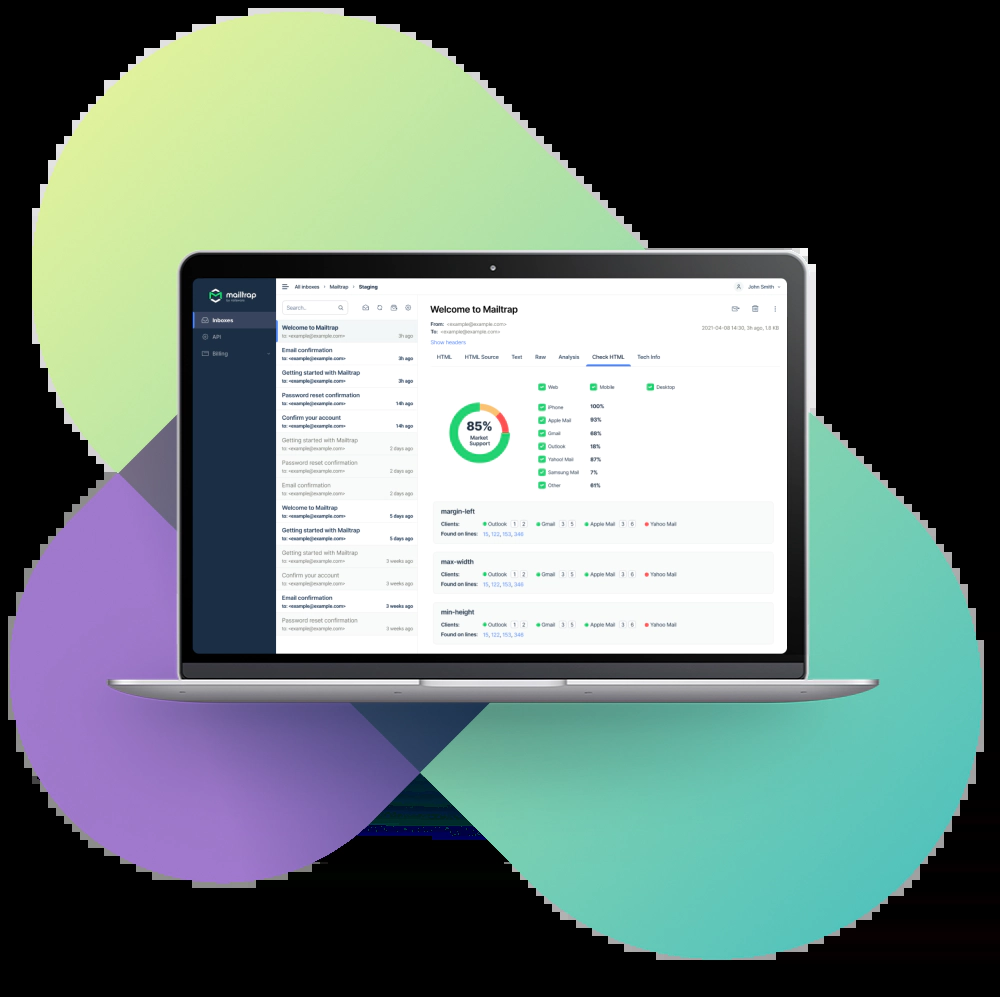 mailtrap
Inboxes
API
Billing
All inboxes › Mailtrap › Staging
John Smith
Search...
Welcome to Mailtrap
to: <example@example.com> 3h ago
Email confirmation
to: <example@example.com> 3h ago
Getting started with Mailtrap
to: <example@example.com> 3h ago
Password reset confirmation
to: <example@example.com> 14h ago
Confirm your account
to: <example@example.com> 14h ago
Getting started with Mailtrap
to: <example@example.com> 2 days ago
Password reset confirmation
to: <example@example.com> 2 days ago
Email confirmation
to: <example@example.com> 2 days ago
Welcome to Mailtrap
to: <example@example.com> 5 days ago
Getting started with Mailtrap
to: <example@example.com> 5 days ago
Getting started with Mailtrap
to: <example@example.com> 3 weeks ago
Confirm your account
to: <example@example.com> 3 weeks ago
Email confirmation
to: <example@example.com> 3 weeks ago
Password reset confirmation
to: <example@example.com> 3 weeks ago
Welcome to Mailtrap
From: <example@example.com>
To: <example@example.com>
2021-04-08 14:30, 3h ago, 1.8 KB
Show headers
HTML HTML Source Text Raw Analysis Check HTML Tech Info
Web Mobile Desktop
85%
Market
Support
iPhone 100%
Apple Mail 93%
Gmail 68%
Outlook 18%
Yahoo! Mail 87%
Samsung Mail 7%
Other 61%
margin-left
Clients: Outlook 1 2 Gmail 3 5 Apple Mail 3 6 Yahoo Mail
Found on lines: 15, 122, 153, 346
max-width
Clients: Outlook 1 2 Gmail 3 5 Apple Mail 3 6 Yahoo Mail
Found on lines: 15, 122, 153, 346
min-height
Clients: Outlook 1 2 Gmail 3 5 Apple Mail 3 6 Yahoo Mail
Found on lines: 15, 122, 153, 346